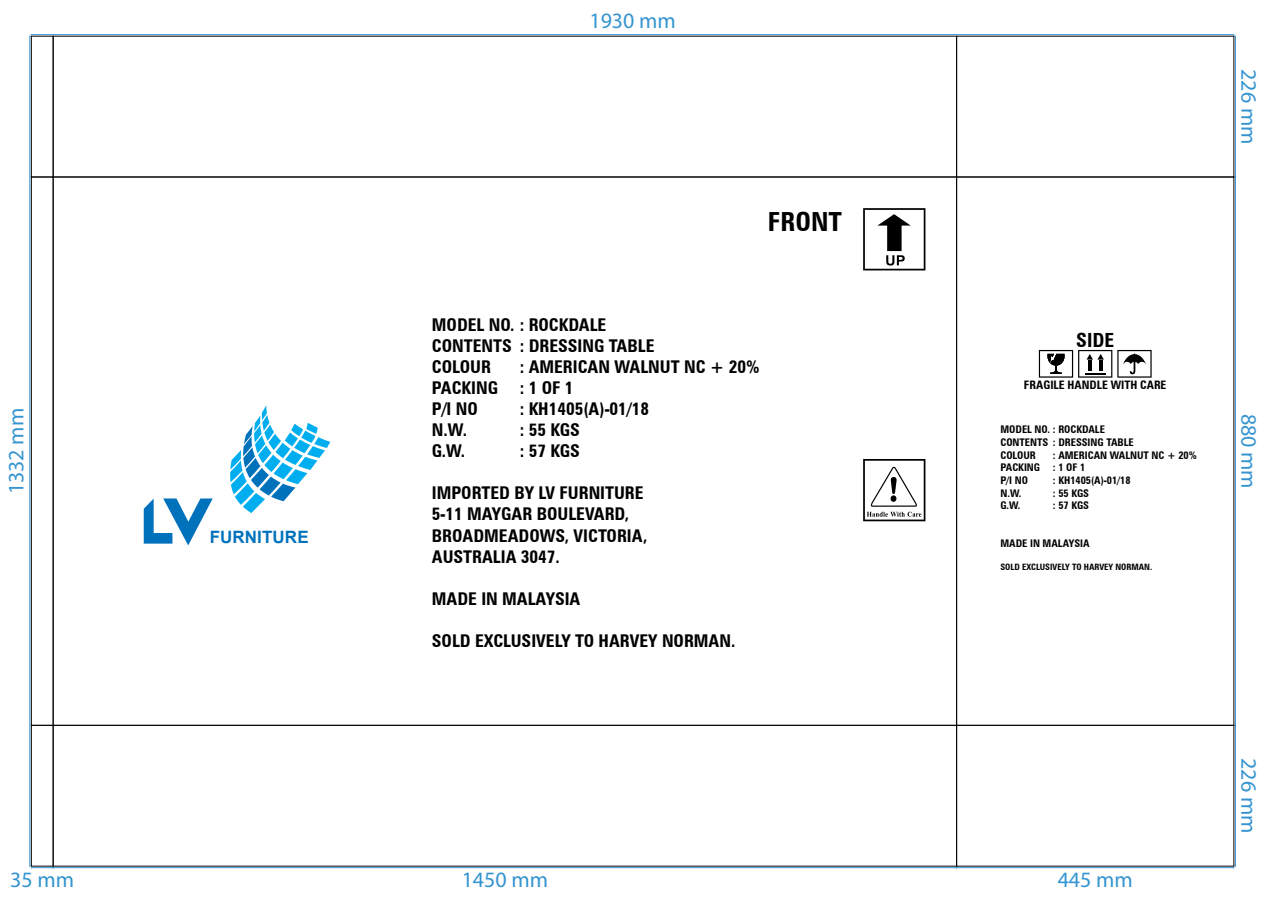 1930 mm
226 mm
FRONT
UP
MODEL NO. : ROCKDALE
CONTENTS : DRESSING TABLE
COLOUR : AMERICAN WALNUT NC + 20%
PACKING : 1 OF 1
P/I NO : KH1405(A)-01/18
N.W. : 55 KGS
G.W. : 57 KGS
IMPORTED BY LV FURNITURE
5-11 MAYGAR BOULEVARD,
BROADMEADOWS, VICTORIA,
AUSTRALIA 3047.
MADE IN MALAYSIA
SOLD EXCLUSIVELY TO HARVEY NORMAN.
LV FURNITURE
Handle With Care
SIDE
FRAGILE HANDLE WITH CARE
MODEL NO. : ROCKDALE
CONTENTS : DRESSING TABLE
COLOUR : AMERICAN WALNUT NC + 20%
PACKING : 1 OF 1
P/I NO : KH1405(A)-01/18
N.W. : 55 KGS
G.W. : 57 KGS
MADE IN MALAYSIA
SOLD EXCLUSIVELY TO HARVEY NORMAN.
1332 mm
880 mm
226 mm
35 mm
1450 mm
445 mm